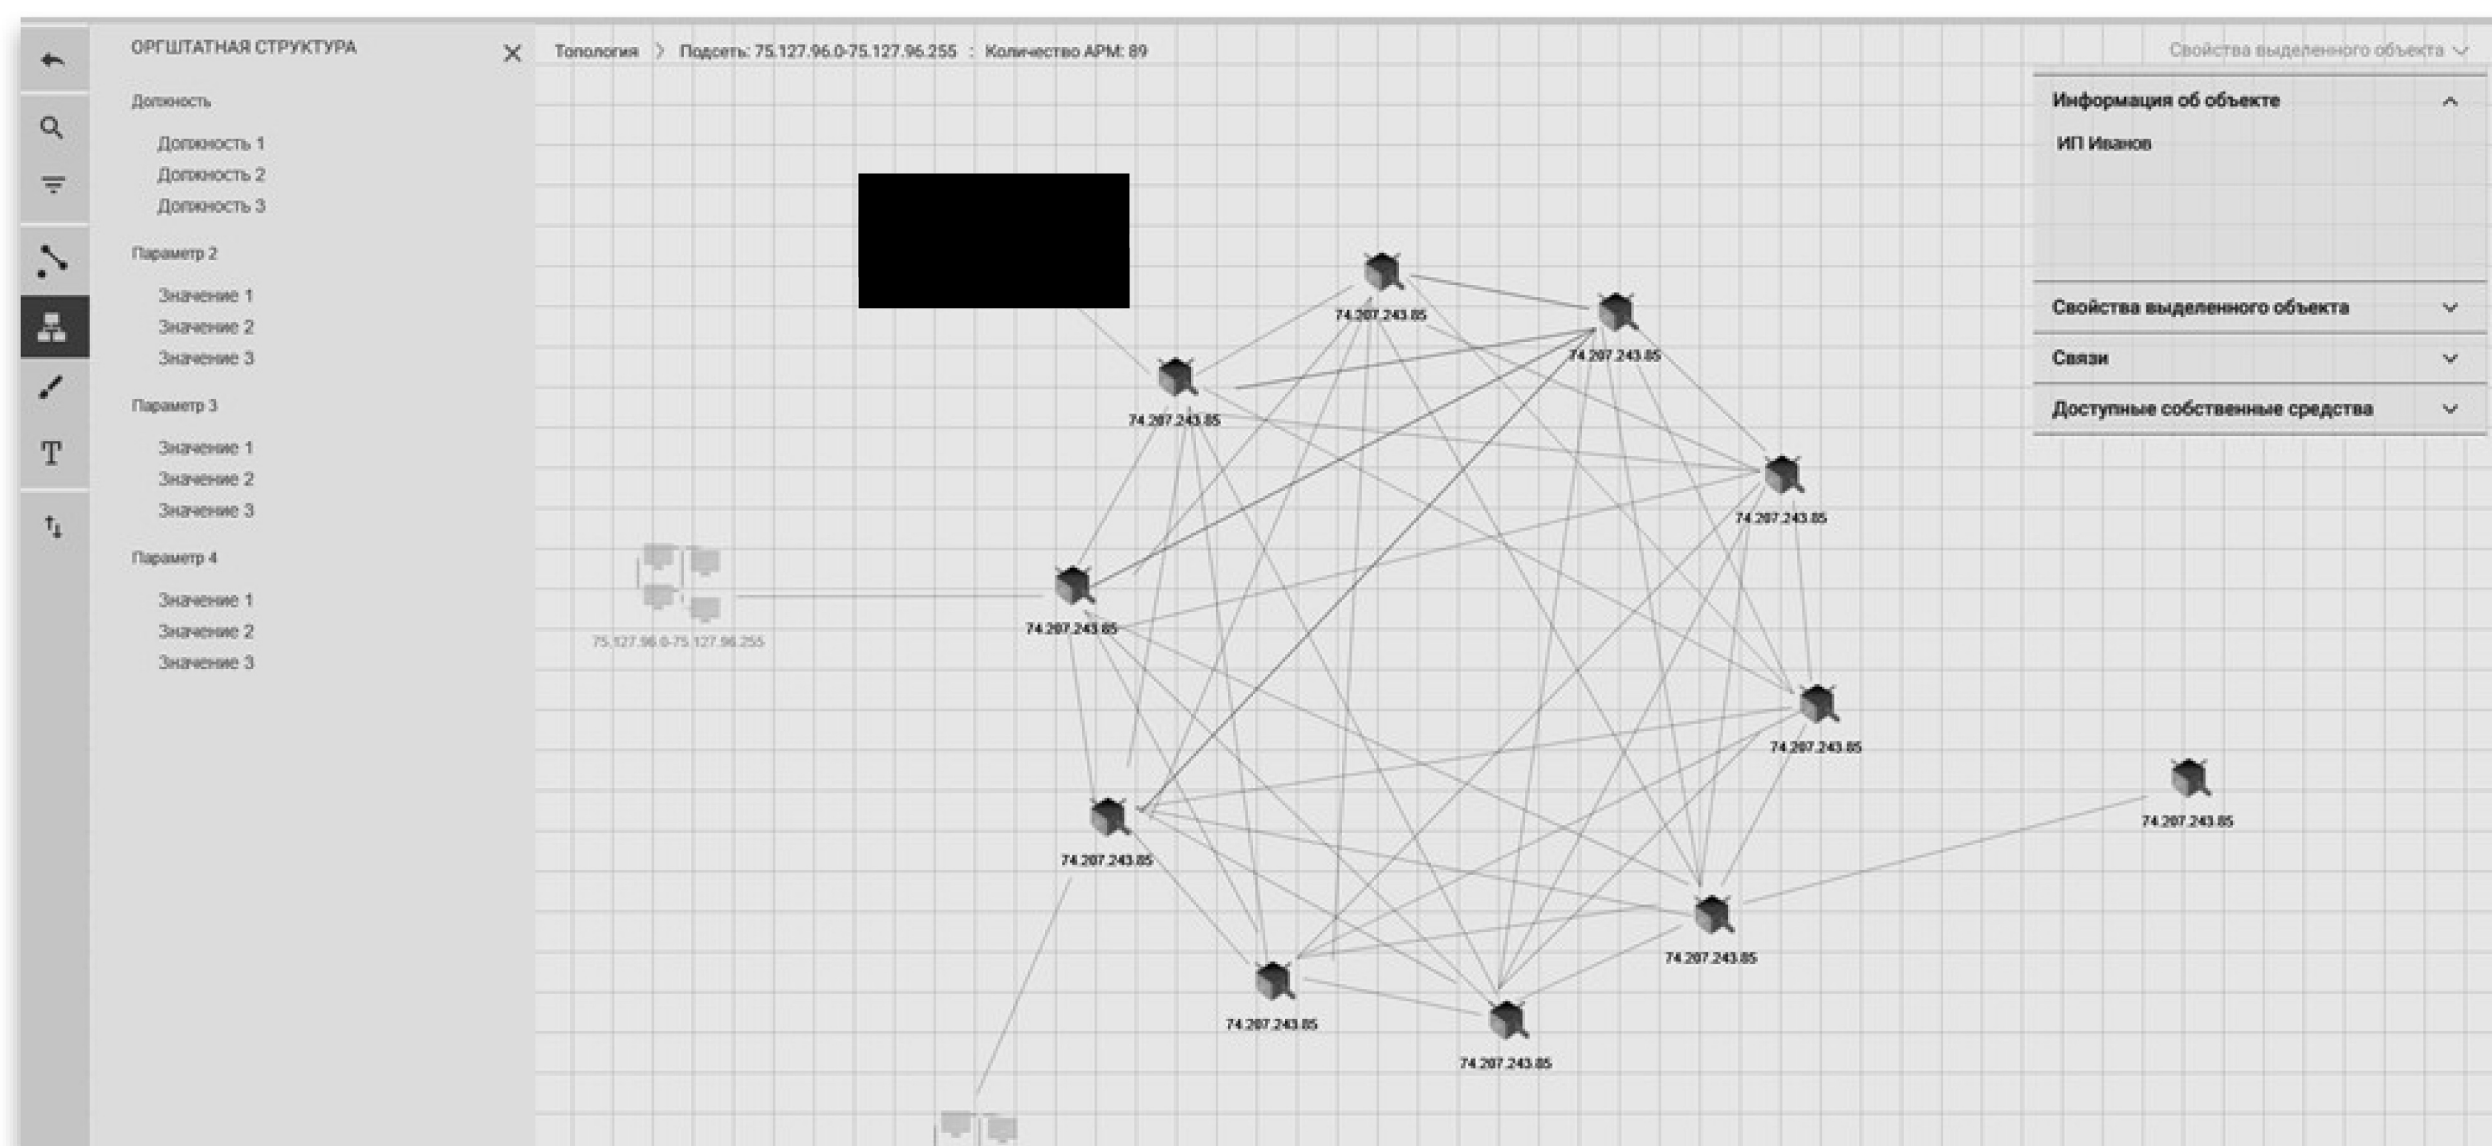 ОРГШТАТНАЯ СТРУКТУРА
Должность
Должность 1
Должность 2
Должность 3
Параметр 2
Значение 1
Значение 2
Значение 3
Параметр 3
Значение 1
Значение 2
Значение 3
Параметр 4
Значение 1
Значение 2
Значение 3
Топология > Подсеть: 75.127.96.0-75.127.96.255 : Количество АРМ: 89
Свойства выделенного объекта
Информация об объекте
ИП Иванов
Свойства выделенного объекта
Связи
Доступные собственные средства
74.207.243.85
74.207.243.85
74.207.243.85
74.207.243.85
74.207.243.85
75.127.96.0-75.127.96.255
74.207.243.85
74.207.243.85
74.207.243.85
74.207.243.85
74.207.243.85
74.207.243.85